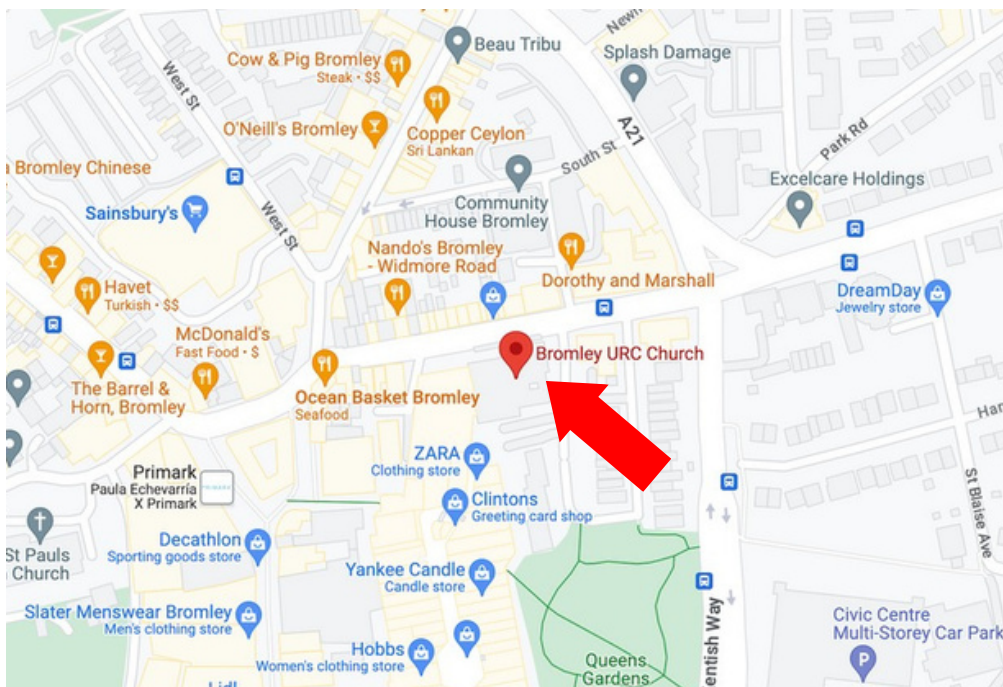 Beau Tribu
Cow & Pig Bromley
Steak • $$
Splash Damage
West St
O'Neill's Bromley
Copper Ceylon
Sri Lankan
A21
Park Rd
South St
Bromley Chinese
Excelcare Holdings
Community
House Bromley
Sainsbury's
West St
Nando's Bromley
- Widmore Road
Dorothy and Marshall
Havet
Turkish • $$
DreamDay
Jewelry store
McDonald's
Fast Food • $
Bromley URC Church
The Barrel &
Horn, Bromley
Ocean Basket Bromley
Seafood
ZARA
Clothing store
Primark
Paula Echevarría
X Primark
PRIMARK
Clintons
Greeting card shop
St Blaise Ave
St Pauls
Church
Decathlon
Sporting goods store
Yankee Candle
Candle store
Slater Menswear Bromley
Men's clothing store
entish Way
Civic Centre
Multi-Storey Car Park
P
Hobbs
Women's clothing store
Queens
Gardens